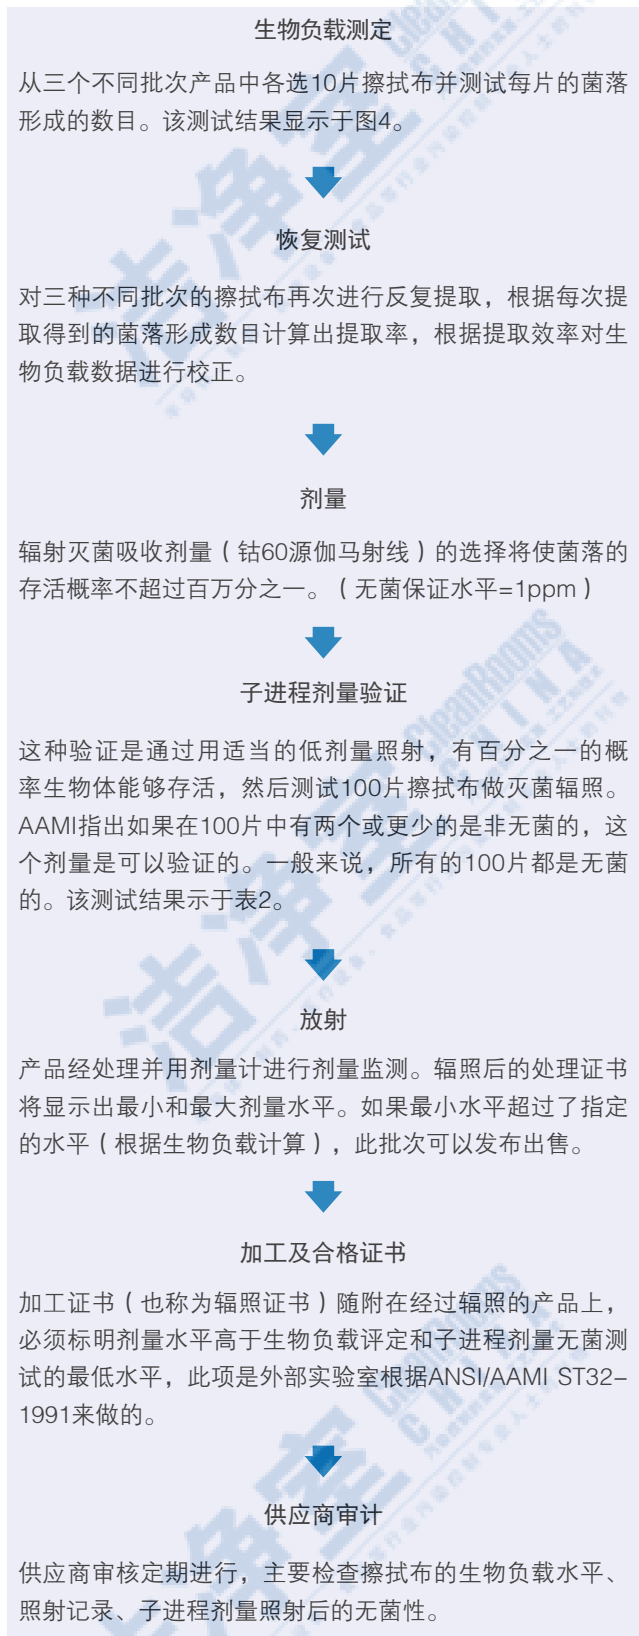 生物负载测定
从三个不同批次产品中各选10片擦拭布并测试每片的菌落
形成的数目。该测试结果显示于图4。
恢复测试
对三种不同批次的擦拭布再次进行反复提取，根据每次提
取得到的菌落形成数目计算出提取率，根据提取效率对生
物负载数据进行校正。
剂量
辐射灭菌吸收剂量（钴60源伽马射线）的选择将使菌落的
存活概率不超过百万分之一。（无菌保证水平=1ppm）
子进程剂量验证
这种验证是通过用适当的低剂量照射，有百分之一的概
率生物体能够存活，然后测试100片擦拭布做灭菌辐照。
AAMI指出如果在100片中有两个或更少的是非无菌的，这
个剂量是可以验证的。一般来说，所有的100片都是无菌
的。该测试结果示于表2。
放射
产品经处理并用剂量计进行剂量监测。辐照后的处理证书
将显示出最小和最大剂量水平。如果最小水平超过了指定
的水平（根据生物负载计算），此批次可以发布出售。
加工及合格证书
加工证书（也称为辐照证书）随附在经过辐照的产品上，
必须标明剂量水平高于生物负载评定和子进程剂量无菌测
试的最低水平，此项是外部实验室根据ANSI/AAMI ST32-
1991来做的。
供应商审计
供应商审核定期进行，主要检查擦拭布的生物负载水平、
照射记录、子进程剂量照射后的无菌性。
洁净室
CleanRooms
CHINA